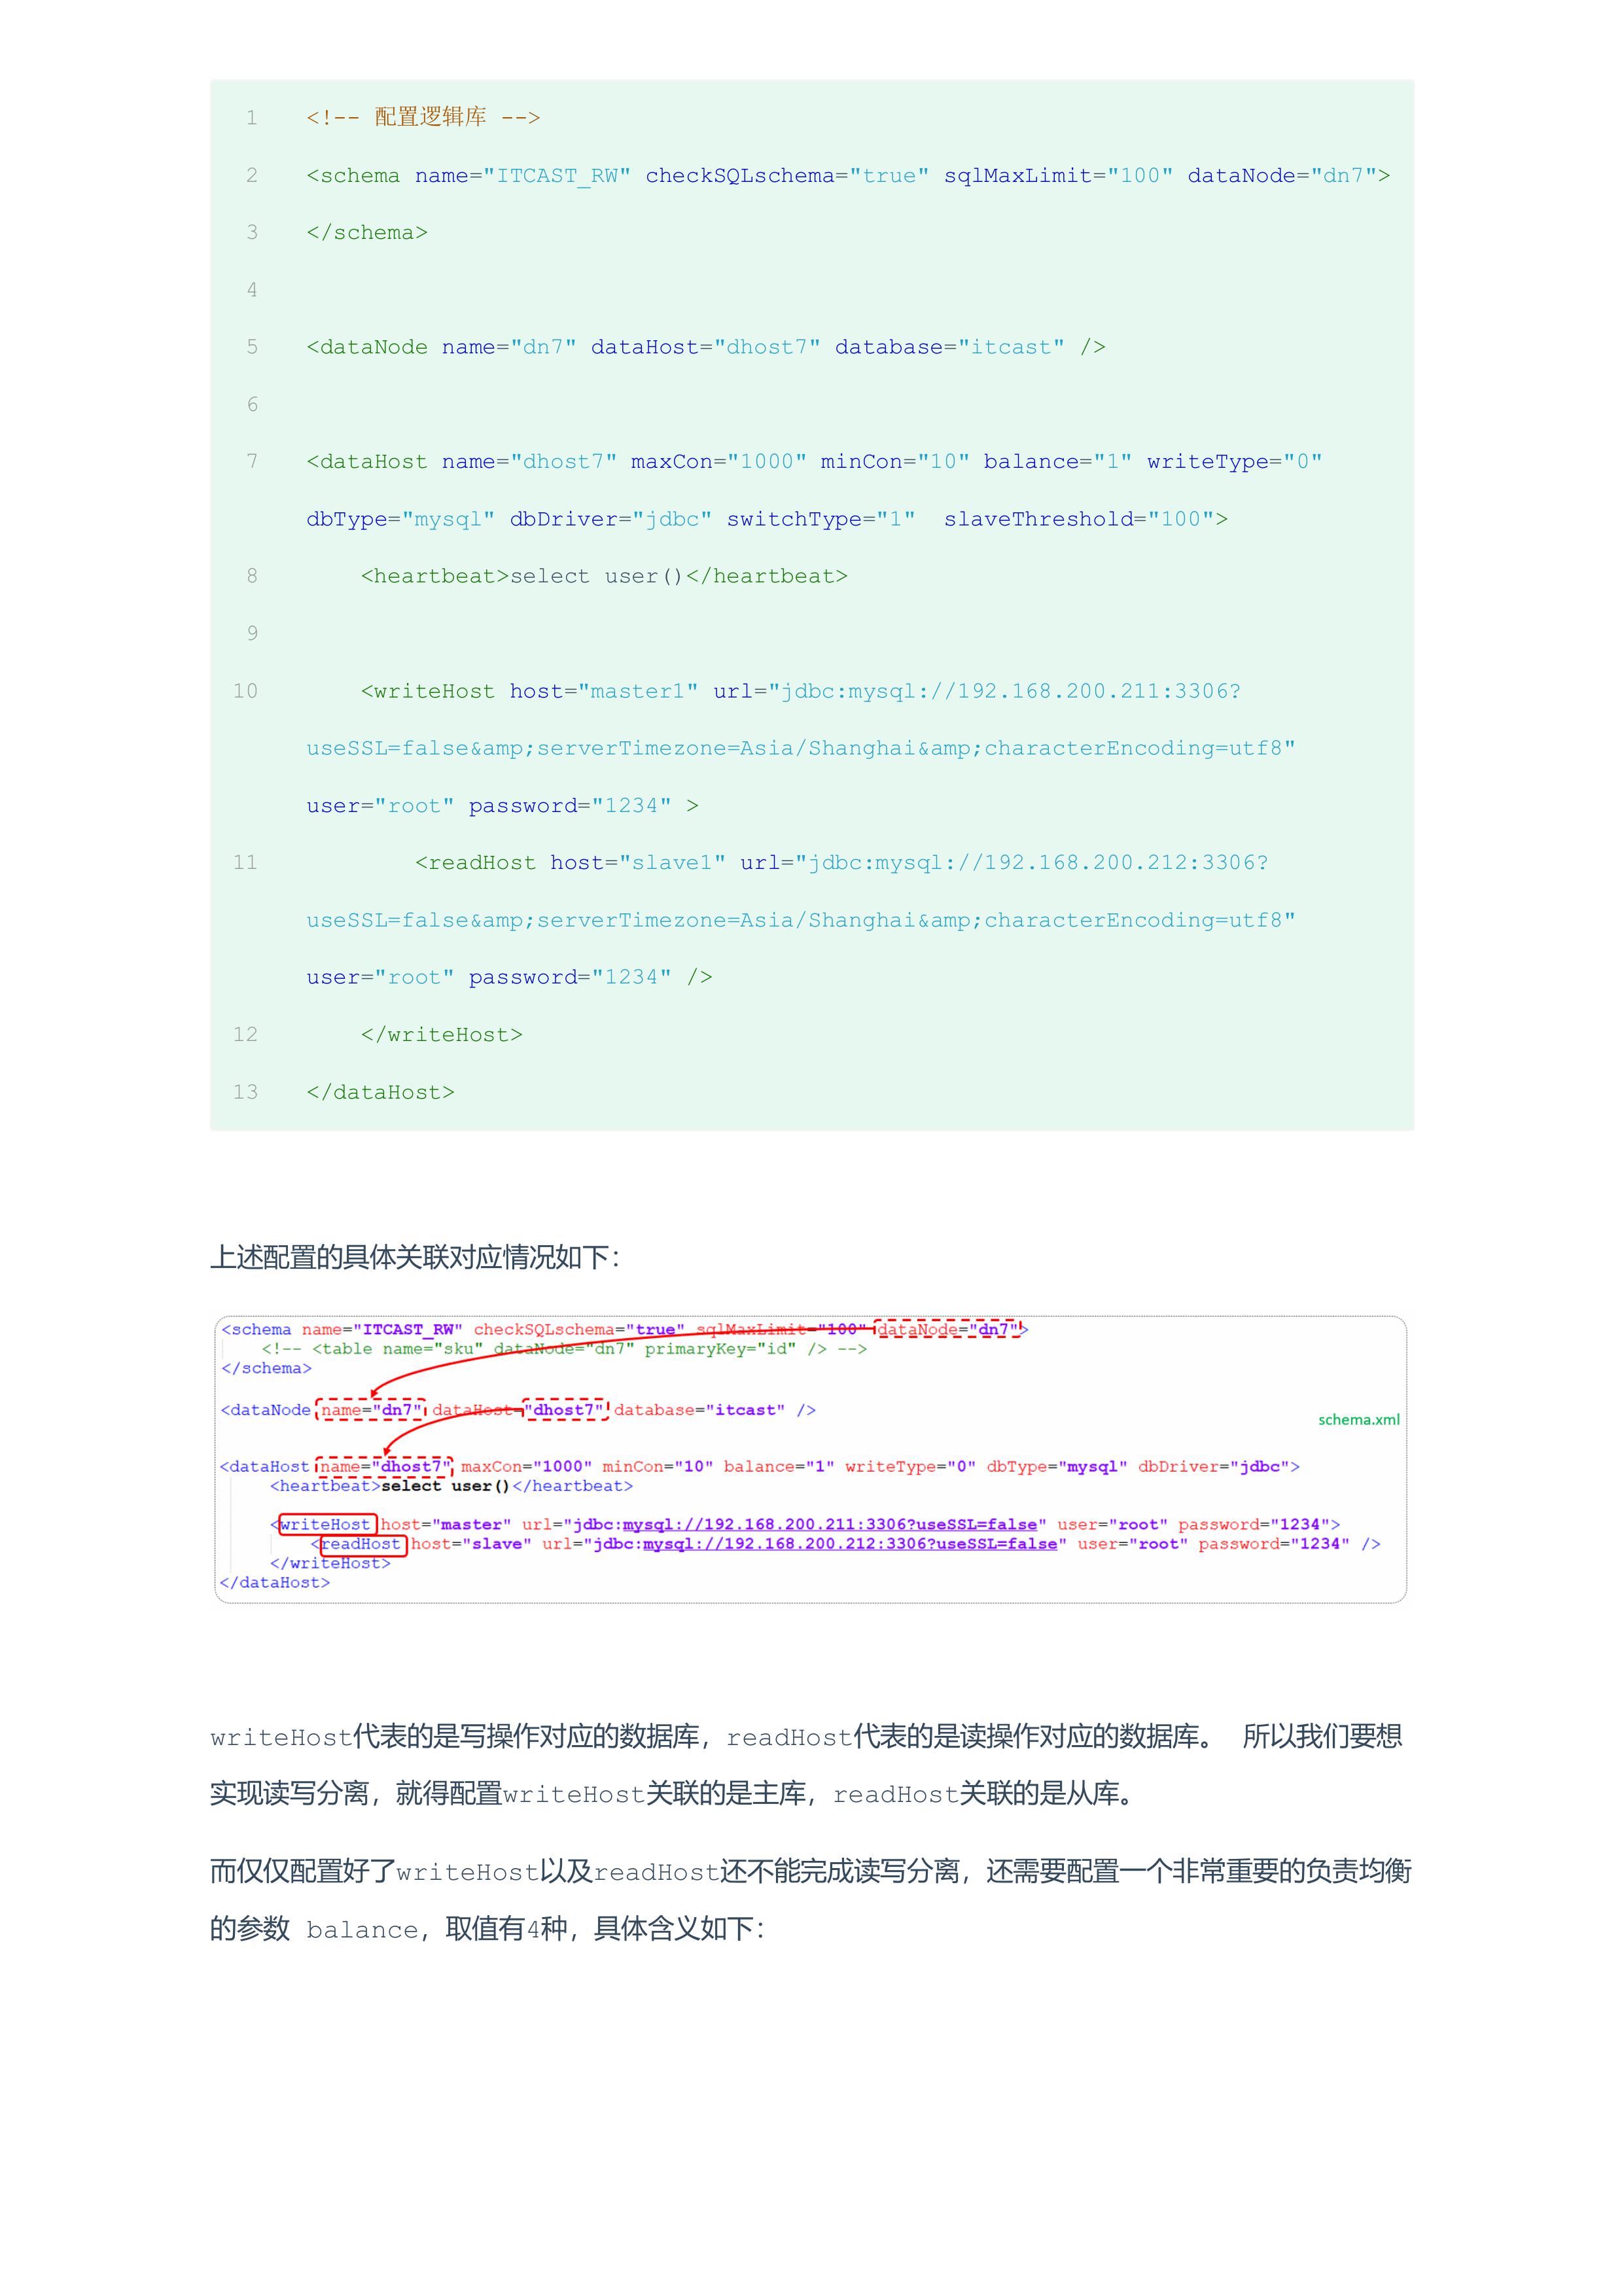 1 <!-- 配置逻辑库 -->
2 <schema name="ITCAST_RW" checkSQLschema="true" sqlMaxLimit="100" dataNode="dn7">
3 </schema>
4
5 <dataNode name="dn7" dataHost="dhost7" database="itcast" />
6
7 <dataHost name="dhost7" maxCon="1000" minCon="10" balance="1" writeType="0"
dbType="mysql" dbDriver="jdbc" switchType="1"  slaveThreshold="100">
8     <heartbeat>select user()</heartbeat>
9
10     <writeHost host="master1" url="jdbc:mysql://192.168.200.211:3306?
useSSL=false&amp;serverTimezone=Asia/Shanghai&amp;characterEncoding=utf8"
user="root" password="1234" >
11         <readHost host="slave1" url="jdbc:mysql://192.168.200.212:3306?
useSSL=false&amp;serverTimezone=Asia/Shanghai&amp;characterEncoding=utf8"
user="root" password="1234" />
12     </writeHost>
13 </dataHost>
上述配置的具体关联对应情况如下：
<schema name="ITCAST_RW" checkSQLschema="true" sqlMaxLimit="100" dataNode="dn7">
<!-- <table name="sku" dataNode="dn7" primaryKey="id" /> -->
</schema>
<dataNode name="dn7" dataHost="dhost7" database="itcast" />
schema.xml
<dataHost name="dhost7" maxCon="1000" minCon="10" balance="1" writeType="0" dbType="mysql" dbDriver="jdbc">
<heartbeat>select user()</heartbeat>
<writeHost host="master" url="jdbc:mysql://192.168.200.211:3306?useSSL=false" user="root" password="1234">
<readHost host="slave" url="jdbc:mysql://192.168.200.212:3306?useSSL=false" user="root" password="1234" />
</writeHost>
</dataHost>
writeHost代表的是写操作对应的数据库，readHost代表的是读操作对应的数据库。 所以我们要想
实现读写分离，就得配置writeHost关联的是主库，readHost关联的是从库。
而仅仅配置好了writeHost以及readHost还不能完成读写分离，还需要配置一个非常重要的负责均衡
的参数 balance，取值有4种，具体含义如下：